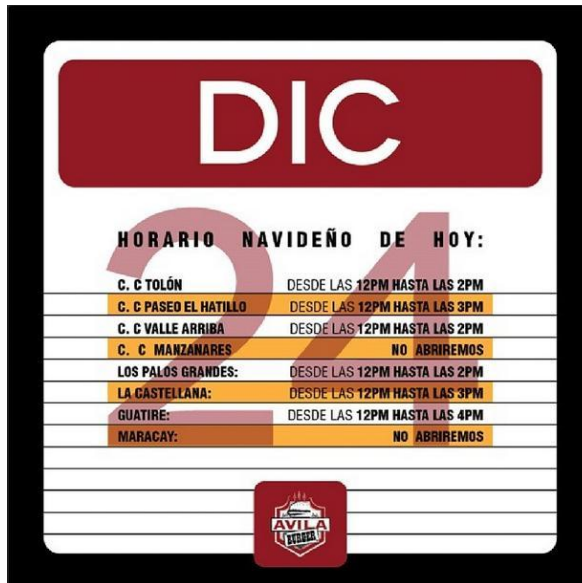 DIC
24
HORARIO NAVIDEÑO DE HOY:
C. C TOLÓN DESDE LAS 12PM HASTA LAS 2PM
C. C PASEO EL HATILLO DESDE LAS 12PM HASTA LAS 3PM
C. C VALLE ARRIBA DESDE LAS 12PM HASTA LAS 2PM
C. C MANZANARES NO ABRIREMOS
LOS PALOS GRANDES: DESDE LAS 12PM HASTA LAS 2PM
LA CASTELLANA: DESDE LAS 12PM HASTA LAS 3PM
GUATIRE: DESDE LAS 12PM HASTA LAS 4PM
MARACAY: NO ABRIREMOS
AVILA
BURGER